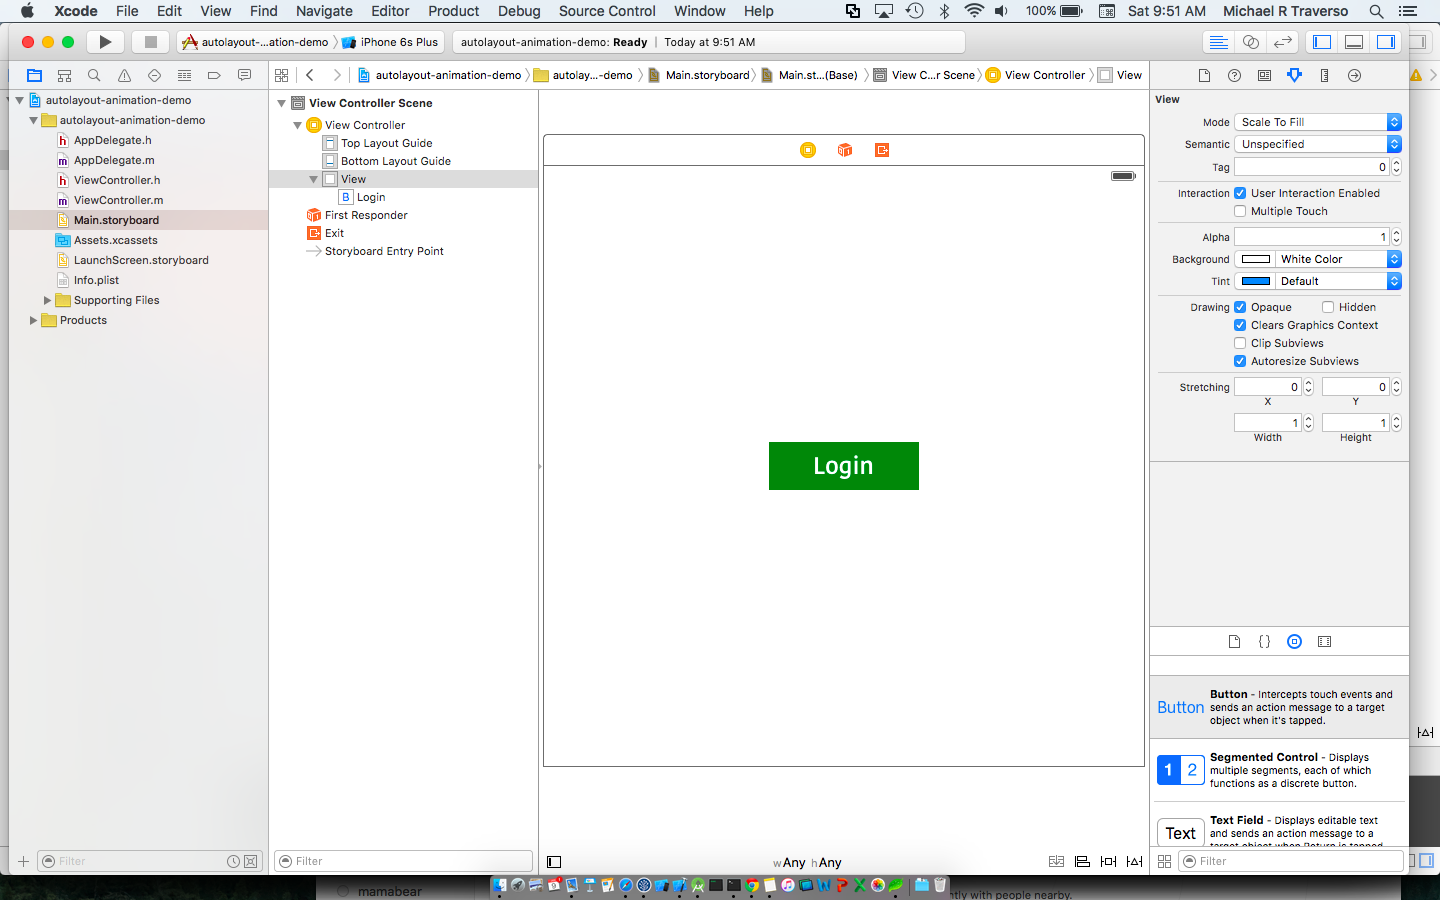 Xcode File Edit View Find Navigate Editor Product Debug Source Control Window Help 100% Sat 9:51 AM Michael R Traverso
autolayout-...ation-demo iPhone 6s Plus autolayout-animation-demo: Ready | Today at 9:51 AM
autolayout-animation-demo autolay...-demo Main.storyboard Main.st...(Base) View C...r Scene View Controller View
autolayout-animation-demo
autolayout-animation-demo
AppDelegate.h
AppDelegate.m
ViewController.h
ViewController.m
Main.storyboard
Assets.xcassets
LaunchScreen.storyboard
Info.plist
Supporting Files
Products
Filter
View Controller Scene
View Controller
Top Layout Guide
Bottom Layout Guide
View
B Login
First Responder
Exit
Storyboard Entry Point
Filter
Login
wAny hAny
View
Mode Scale To Fill
Semantic Unspecified
Tag 0
Interaction User Interaction Enabled
Multiple Touch
Alpha 1
Background White Color
Tint Default
Drawing Opaque Hidden
Clears Graphics Context
Clip Subviews
Autoresize Subviews
Stretching 0 0
X Y
1 1
Width Height
{}
Button
Button - Intercepts touch events and
sends an action message to a target
object when it's tapped.
1 2
Segmented Control - Displays
multiple segments, each of which
functions as a discrete button.
Text
Text Field - Displays editable text
and sends an action message to a
target object when Return is tapped
Filter
mamabear
ntly with people nearby.